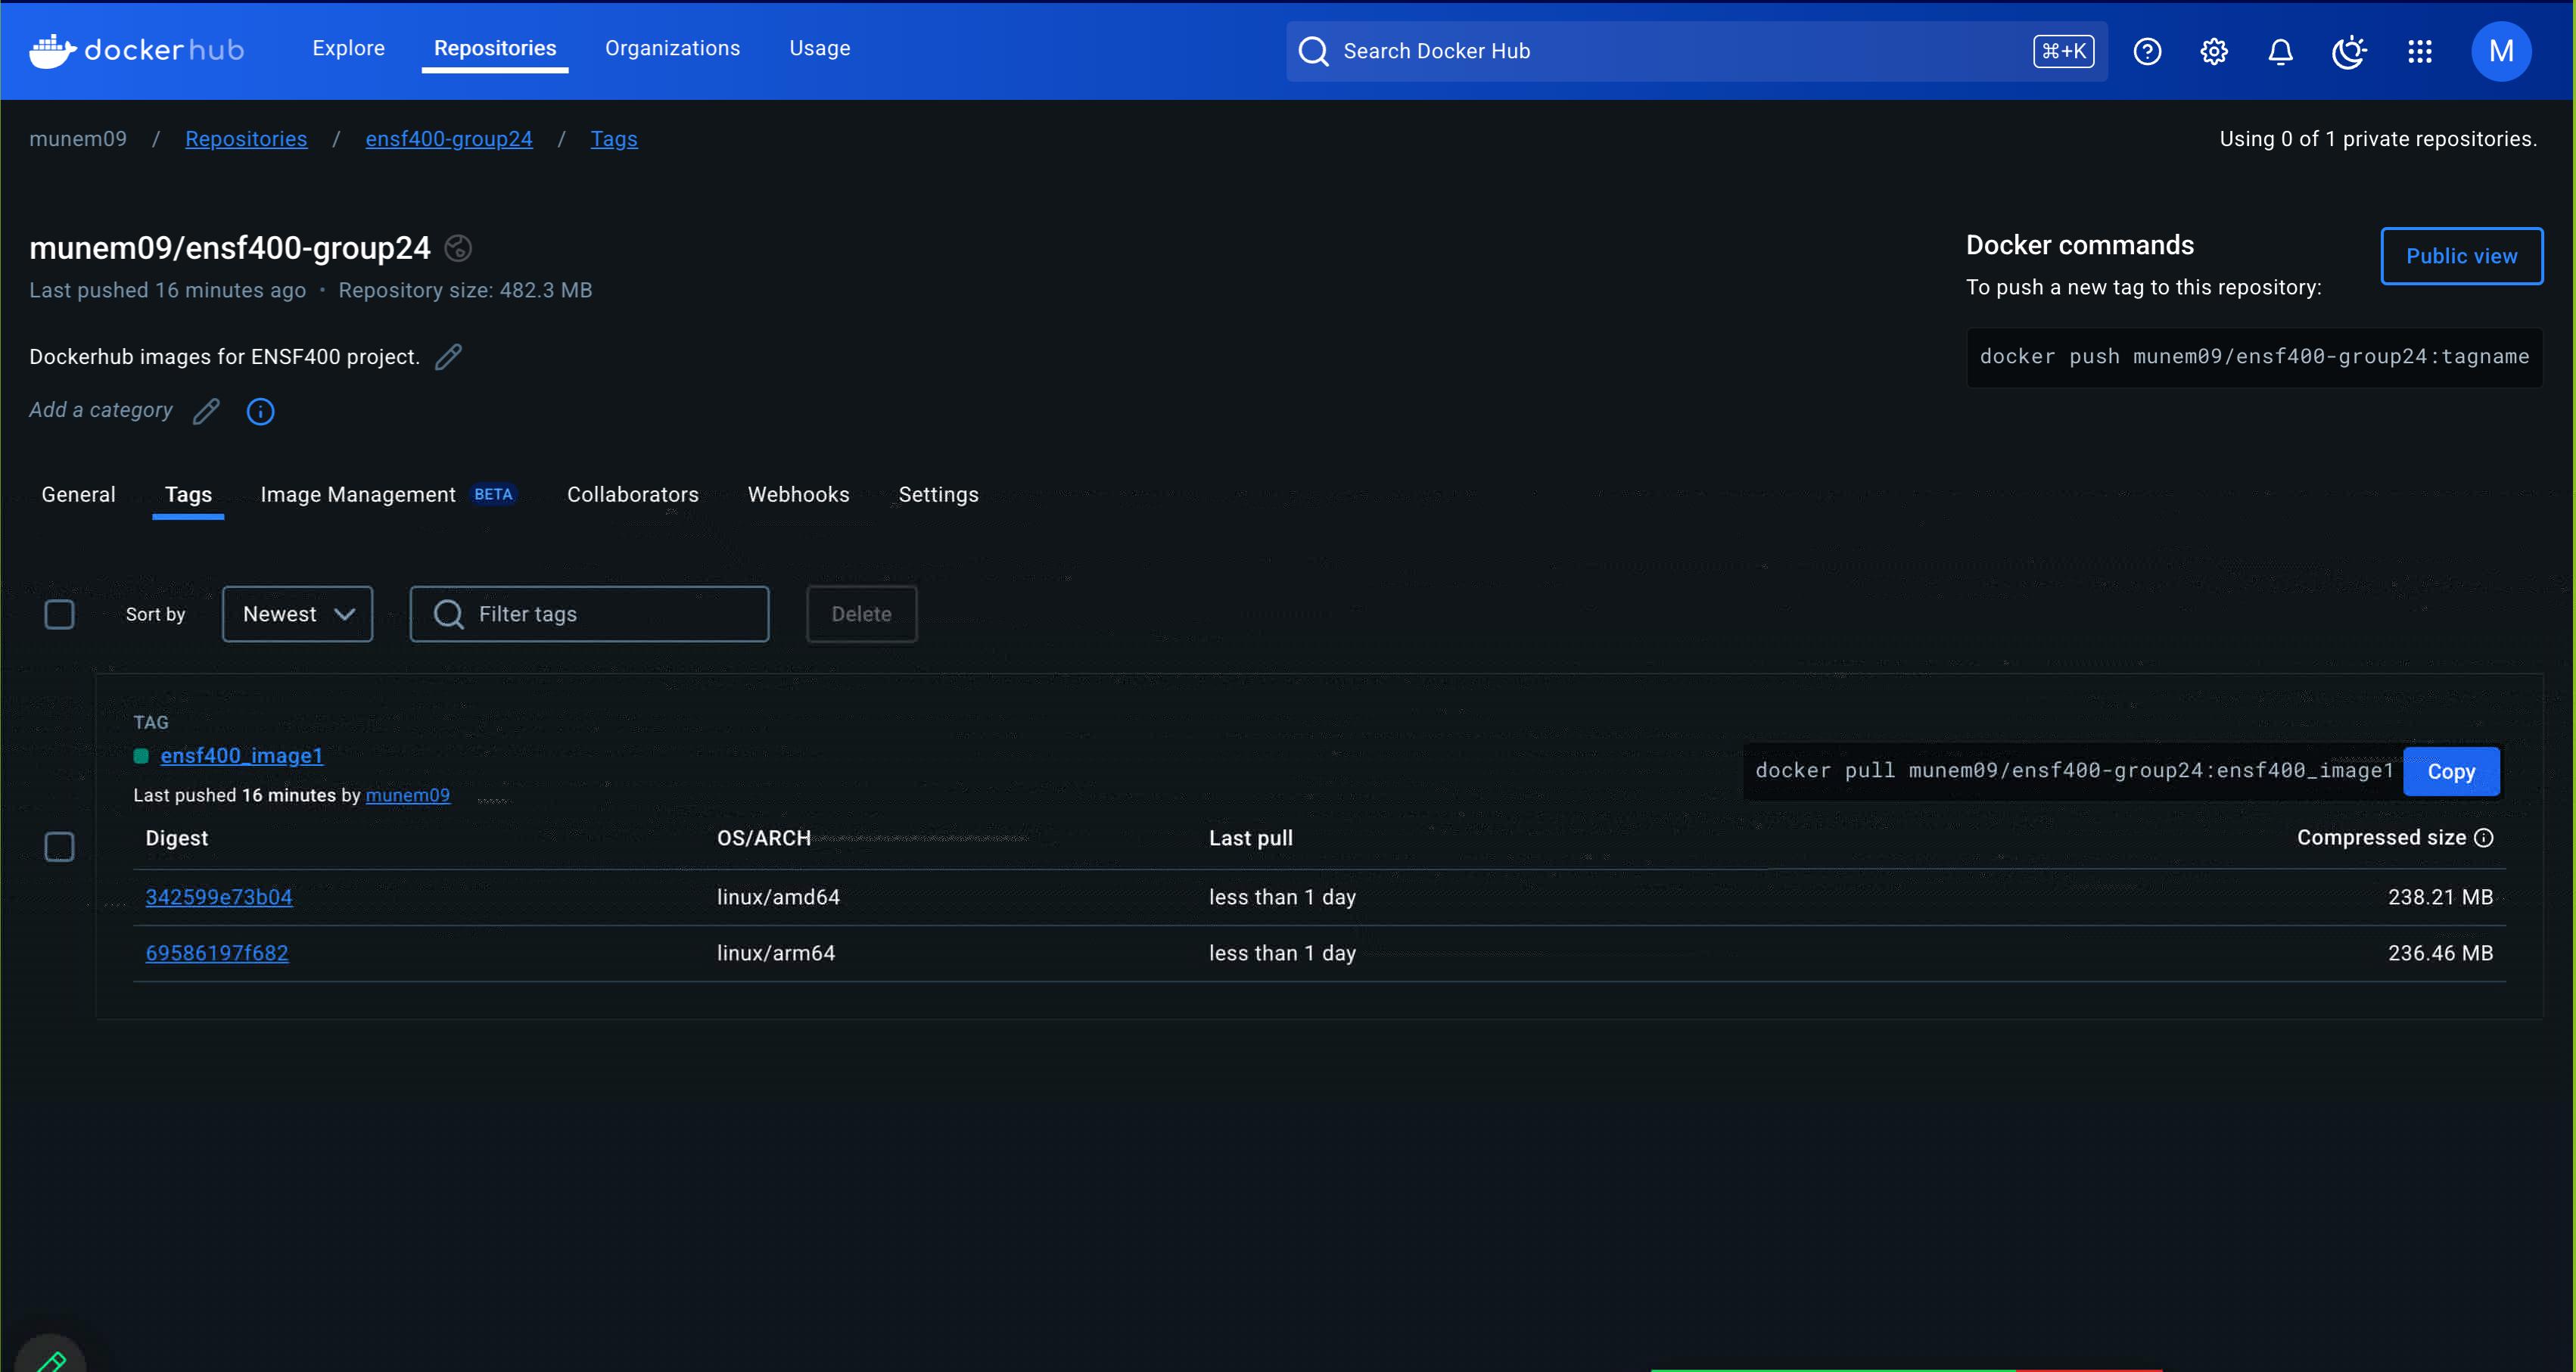 dockerhub Explore Repositories Organizations Usage Search Docker Hub ⌘+K M
munem09 / Repositories / ensf400-group24 / Tags Using 0 of 1 private repositories.
munem09/ensf400-group24
Last pushed 16 minutes ago • Repository size: 482.3 MB
Dockerhub images for ENSF400 project.
Add a category
Docker commands
Public view
To push a new tag to this repository:
docker push munem09/ensf400-group24:tagname
General Tags Image Management BETA Collaborators Webhooks Settings
Sort by Newest Filter tags Delete
TAG
ensf400_image1
Last pushed 16 minutes by munem09
docker pull munem09/ensf400-group24:ensf400_image1 Copy
Digest OS/ARCH Last pull Compressed size
342599e73b04 linux/amd64 less than 1 day 238.21 MB
69586197f682 linux/arm64 less than 1 day 236.46 MB